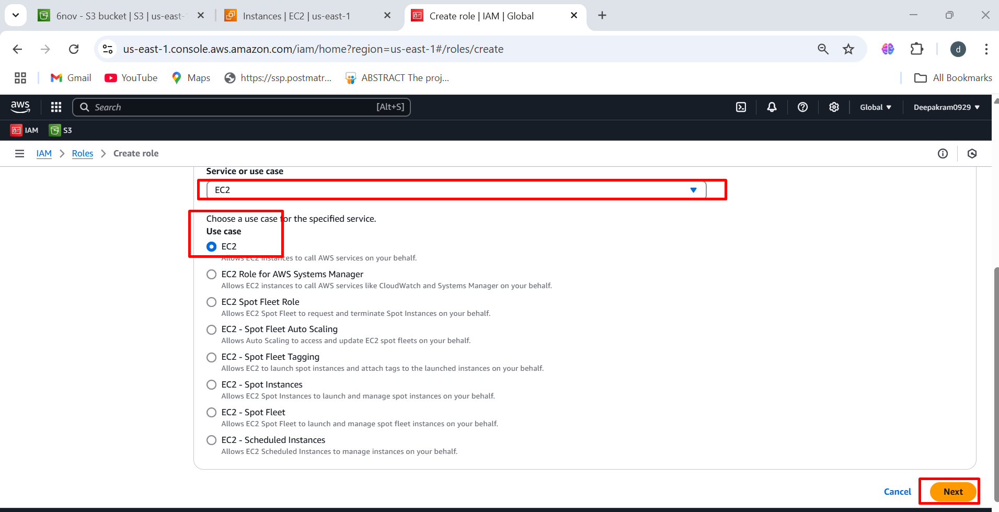 6nov - S3 bucket | S3 | us-east-
Instances | EC2 | us-east-1
Create role | IAM | Global
us-east-1.console.aws.amazon.com/iam/home?region=us-east-1#/roles/create
d
Gmail
YouTube
Maps
https://ssp.postmatr...
ABSTRACT The proj...
All Bookmarks
aws
Search
[Alt+S]
Global
Deepakram0929
IAM
S3
IAM
Roles
Create role
Service or use case
EC2
Choose a use case for the specified service.
Use case
EC2
Allows EC2 instances to call AWS services on your behalf.
EC2 Role for AWS Systems Manager
Allows EC2 instances to call AWS services like CloudWatch and Systems Manager on your behalf.
EC2 Spot Fleet Role
Allows EC2 Spot Fleet to request and terminate Spot Instances on your behalf.
EC2 - Spot Fleet Auto Scaling
Allows Auto Scaling to access and update EC2 spot fleets on your behalf.
EC2 - Spot Fleet Tagging
Allows EC2 to launch spot instances and attach tags to the launched instances on your behalf.
EC2 - Spot Instances
Allows EC2 Spot Instances to launch and manage spot instances on your behalf.
EC2 - Spot Fleet
Allows EC2 Spot Fleet to launch and manage spot fleet instances on your behalf.
EC2 - Scheduled Instances
Allows EC2 Scheduled Instances to manage instances on your behalf.
Cancel
Next